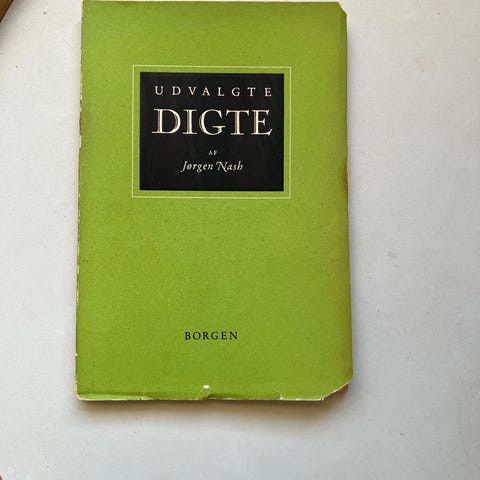 UDVALGTE
DIGTE
AF
Jørgen Nash
BORGEN